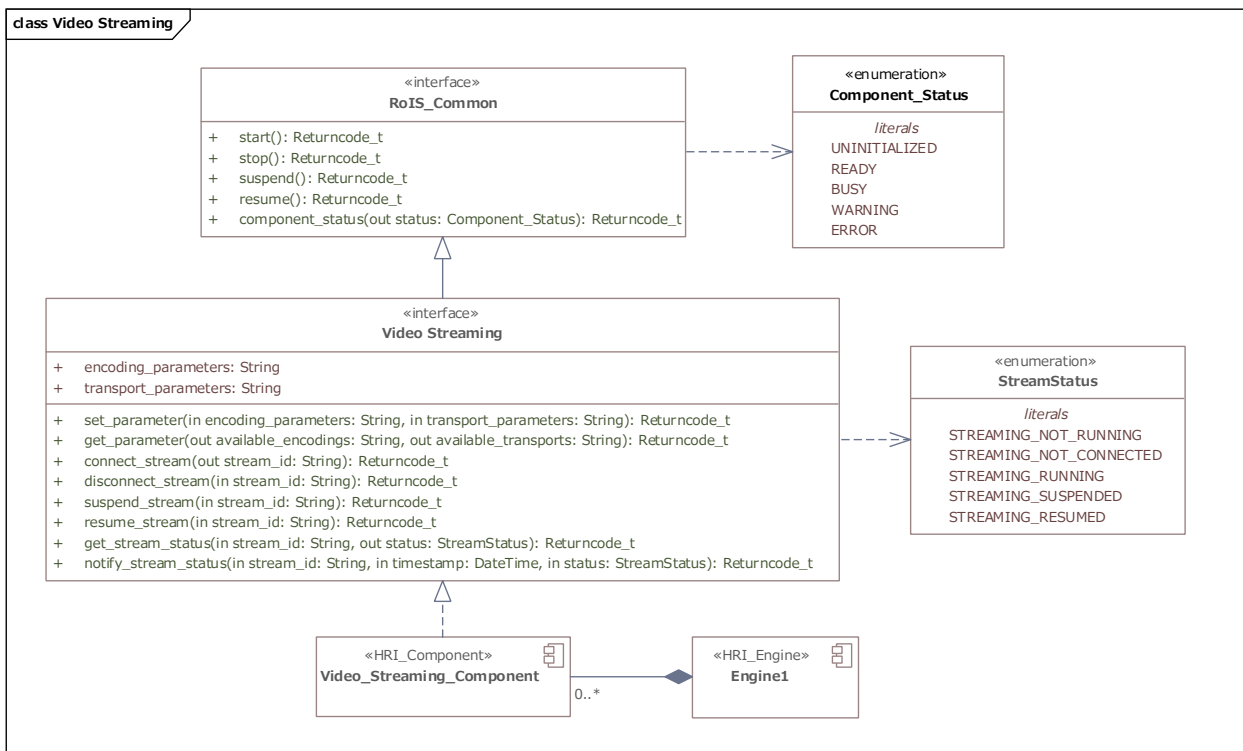 class Video Streaming
«interface»
RoIS_Common
+ start(): Returncode_t
+ stop(): Returncode_t
+ suspend(): Returncode_t
+ resume(): Returncode_t
+ component_status(out status: Component_Status): Returncode_t
«enumeration»
Component_Status
literals
UNINITIALIZED
READY
BUSY
WARNING
ERROR
«interface»
Video Streaming
+ encoding_parameters: String
+ transport_parameters: String
+ set_parameter(in encoding_parameters: String, in transport_parameters: String): Returncode_t
+ get_parameter(out available_encodings: String, out available_transports: String): Returncode_t
+ connect_stream(out stream_id: String): Returncode_t
+ disconnect_stream(in stream_id: String): Returncode_t
+ suspend_stream(in stream_id: String): Returncode_t
+ resume_stream(in stream_id: String): Returncode_t
+ get_stream_status(in stream_id: String, out status: StreamStatus): Returncode_t
+ notify_stream_status(in stream_id: String, in timestamp: DateTime, in status: StreamStatus): Returncode_t
«enumeration»
StreamStatus
literals
STREAMING_NOT_RUNNING
STREAMING_NOT_CONNECTED
STREAMING_RUNNING
STREAMING_SUSPENDED
STREAMING_RESUMED
«HRI_Component»
Video_Streaming_Component
0..*
«HRI_Engine»
Engine1